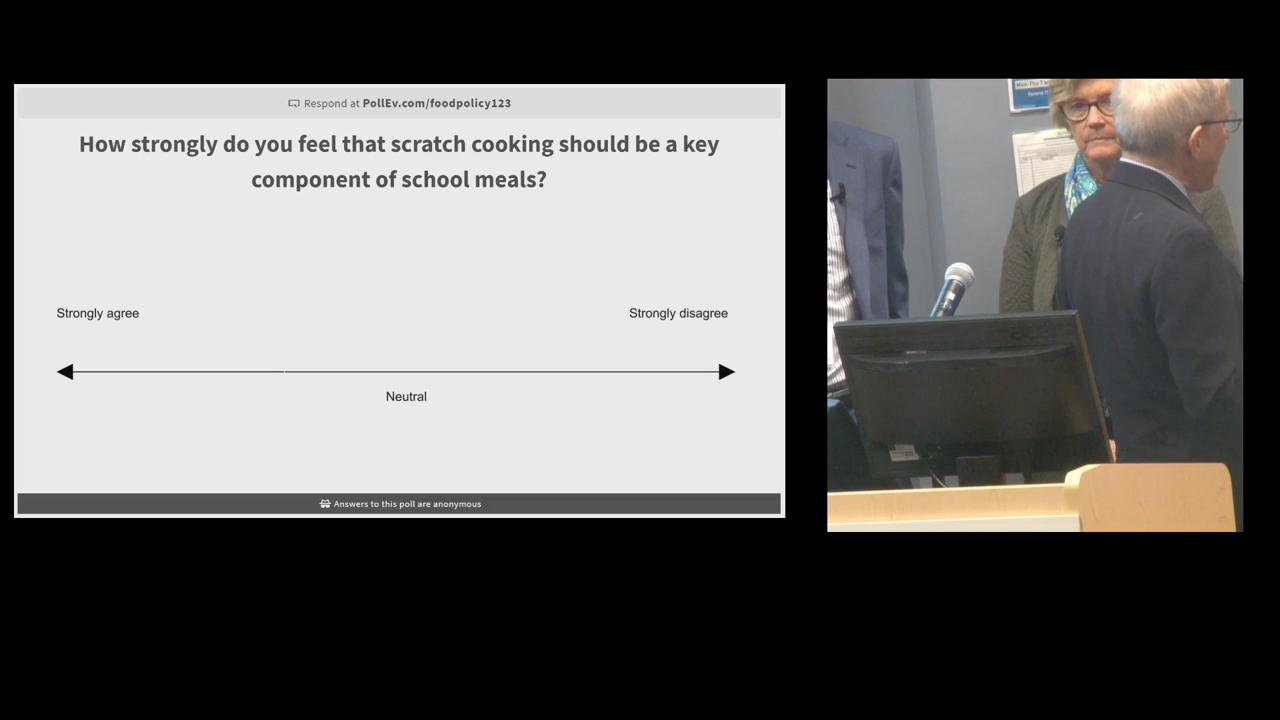 Respond at PollEv.com/foodpolicy123
How strongly do you feel that scratch cooking should be a key
component of school meals?
Strongly agree
Strongly disagree
Neutral
Answers to this poll are anonymous